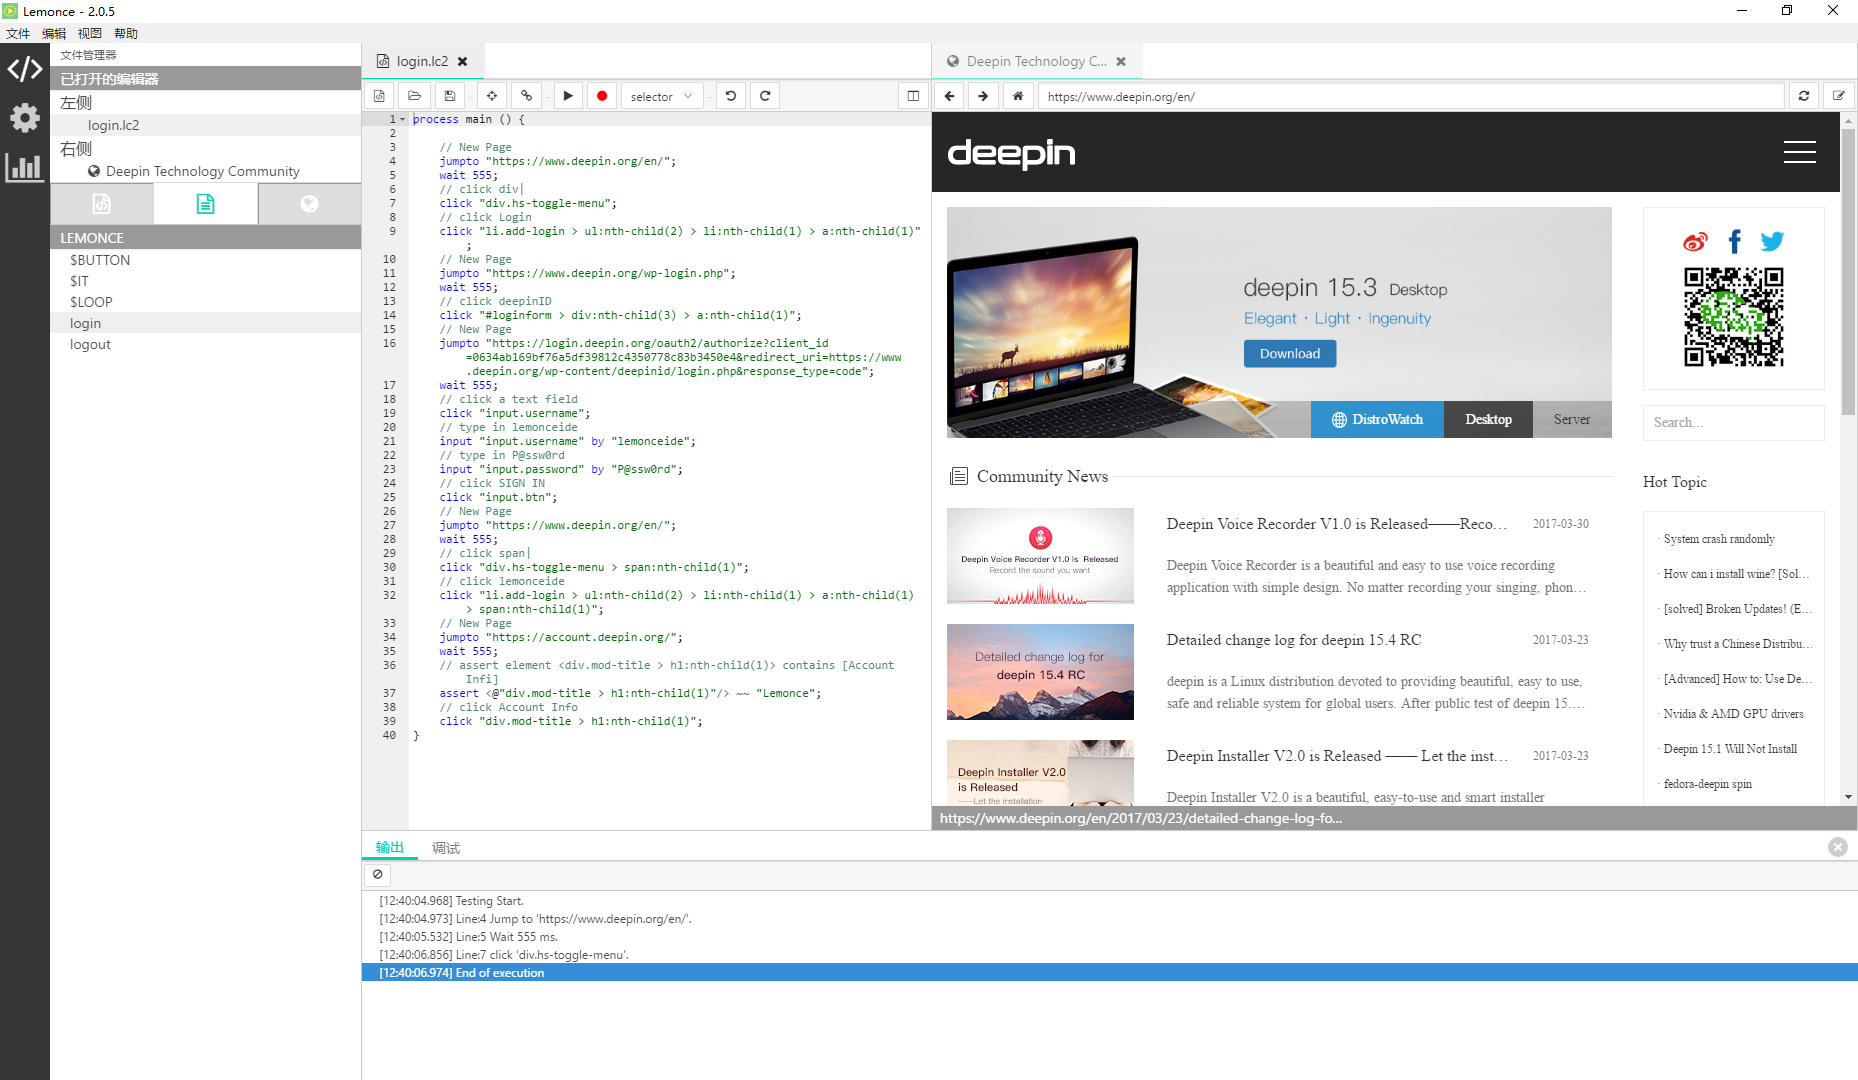 Lemonce - 2.0.5
文件 编辑 视图 帮助
文件管理器
已打开的编辑器
左侧
login.lc2
右侧
Deepin Technology Community
LEMONCE
$BUTTON
$IT
$LOOP
login
logout
login.lc2
selector
1 process main () {
2
3 // New Page
4 jumpto "https://www.deepin.org/en/";
5 wait 555;
6 // click div|
7 click "div.hs-toggle-menu";
8 // click Login
9 click "li.add-login > ul:nth-child(2) > li:nth-child(1) > a:nth-child(1)"
;
10 // New Page
11 jumpto "https://www.deepin.org/wp-login.php";
12 wait 555;
13 // click deepinID
14 click "#loginform > div:nth-child(3) > a:nth-child(1)";
15 // New Page
16 jumpto "https://login.deepin.org/oauth2/authorize?client_id
=0634ab169bf76a5df39812c4350778c83b3450e4&redirect_uri=https://www
.deepin.org/wp-content/deepinid/login.php&response_type=code";
17 wait 555;
18 // click a text field
19 click "input.username";
20 // type in lemonceide
21 input "input.username" by "lemonceide";
22 // type in P@ssw0rd
23 input "input.password" by "P@ssw0rd";
24 // click SIGN IN
25 click "input.btn";
26 // New Page
27 jumpto "https://www.deepin.org/en/";
28 wait 555;
29 // click span|
30 click "div.hs-toggle-menu > span:nth-child(1)";
31 // click lemonceide
32 click "li.add-login > ul:nth-child(2) > li:nth-child(1) > a:nth-child(1)
> span:nth-child(1)";
33 // New Page
34 jumpto "https://account.deepin.org/";
35 wait 555;
36 // assert element <div.mod-title > h1:nth-child(1)> contains [Account
Infi]
37 assert <@"div.mod-title > h1:nth-child(1)"/> ~~ "Lemonce";
38 // click Account Info
39 click "div.mod-title > h1:nth-child(1)";
40 }
Deepin Technology C...
https://www.deepin.org/en/
deepin
deepin 15.3 Desktop
Elegant · Light · Ingenuity
Download
DistroWatch Desktop Server
Search...
Community News
Deepin Voice Recorder V1.0 is Released
Record the sound you want
Deepin Voice Recorder V1.0 is Released——Reco... 2017-03-30
Deepin Voice Recorder is a beautiful and easy to use voice recording
application with simple design. No matter recording your singing, phon...
Detailed change log for
deepin 15.4 RC
Detailed change log for deepin 15.4 RC 2017-03-23
deepin is a Linux distribution devoted to providing beautiful, easy to use,
safe and reliable system for global users. After public test of deepin 15....
Deepin Installer V2.0
is Released
——Let the installation
Deepin Installer V2.0 is Released —— Let the inst... 2017-03-23
Deepin Installer V2.0 is a beautiful, easy-to-use and smart installer
Hot Topic
· System crash randomly
· How can i install wine? [Sol...
· [solved] Broken Updates! (E...
· Why trust a Chinese Distribu...
· [Advanced] How to: Use De...
· Nvidia & AMD GPU drivers
· Deepin 15.1 Will Not Install
· fedora-deepin spin
https://www.deepin.org/en/2017/03/23/detailed-change-log-fo...
输出 调试
[12:40:04.968] Testing Start.
[12:40:04.973] Line:4 Jump to 'https://www.deepin.org/en/'.
[12:40:05.532] Line:5 Wait 555 ms.
[12:40:06.856] Line:7 click 'div.hs-toggle-menu'.
[12:40:06.974] End of execution